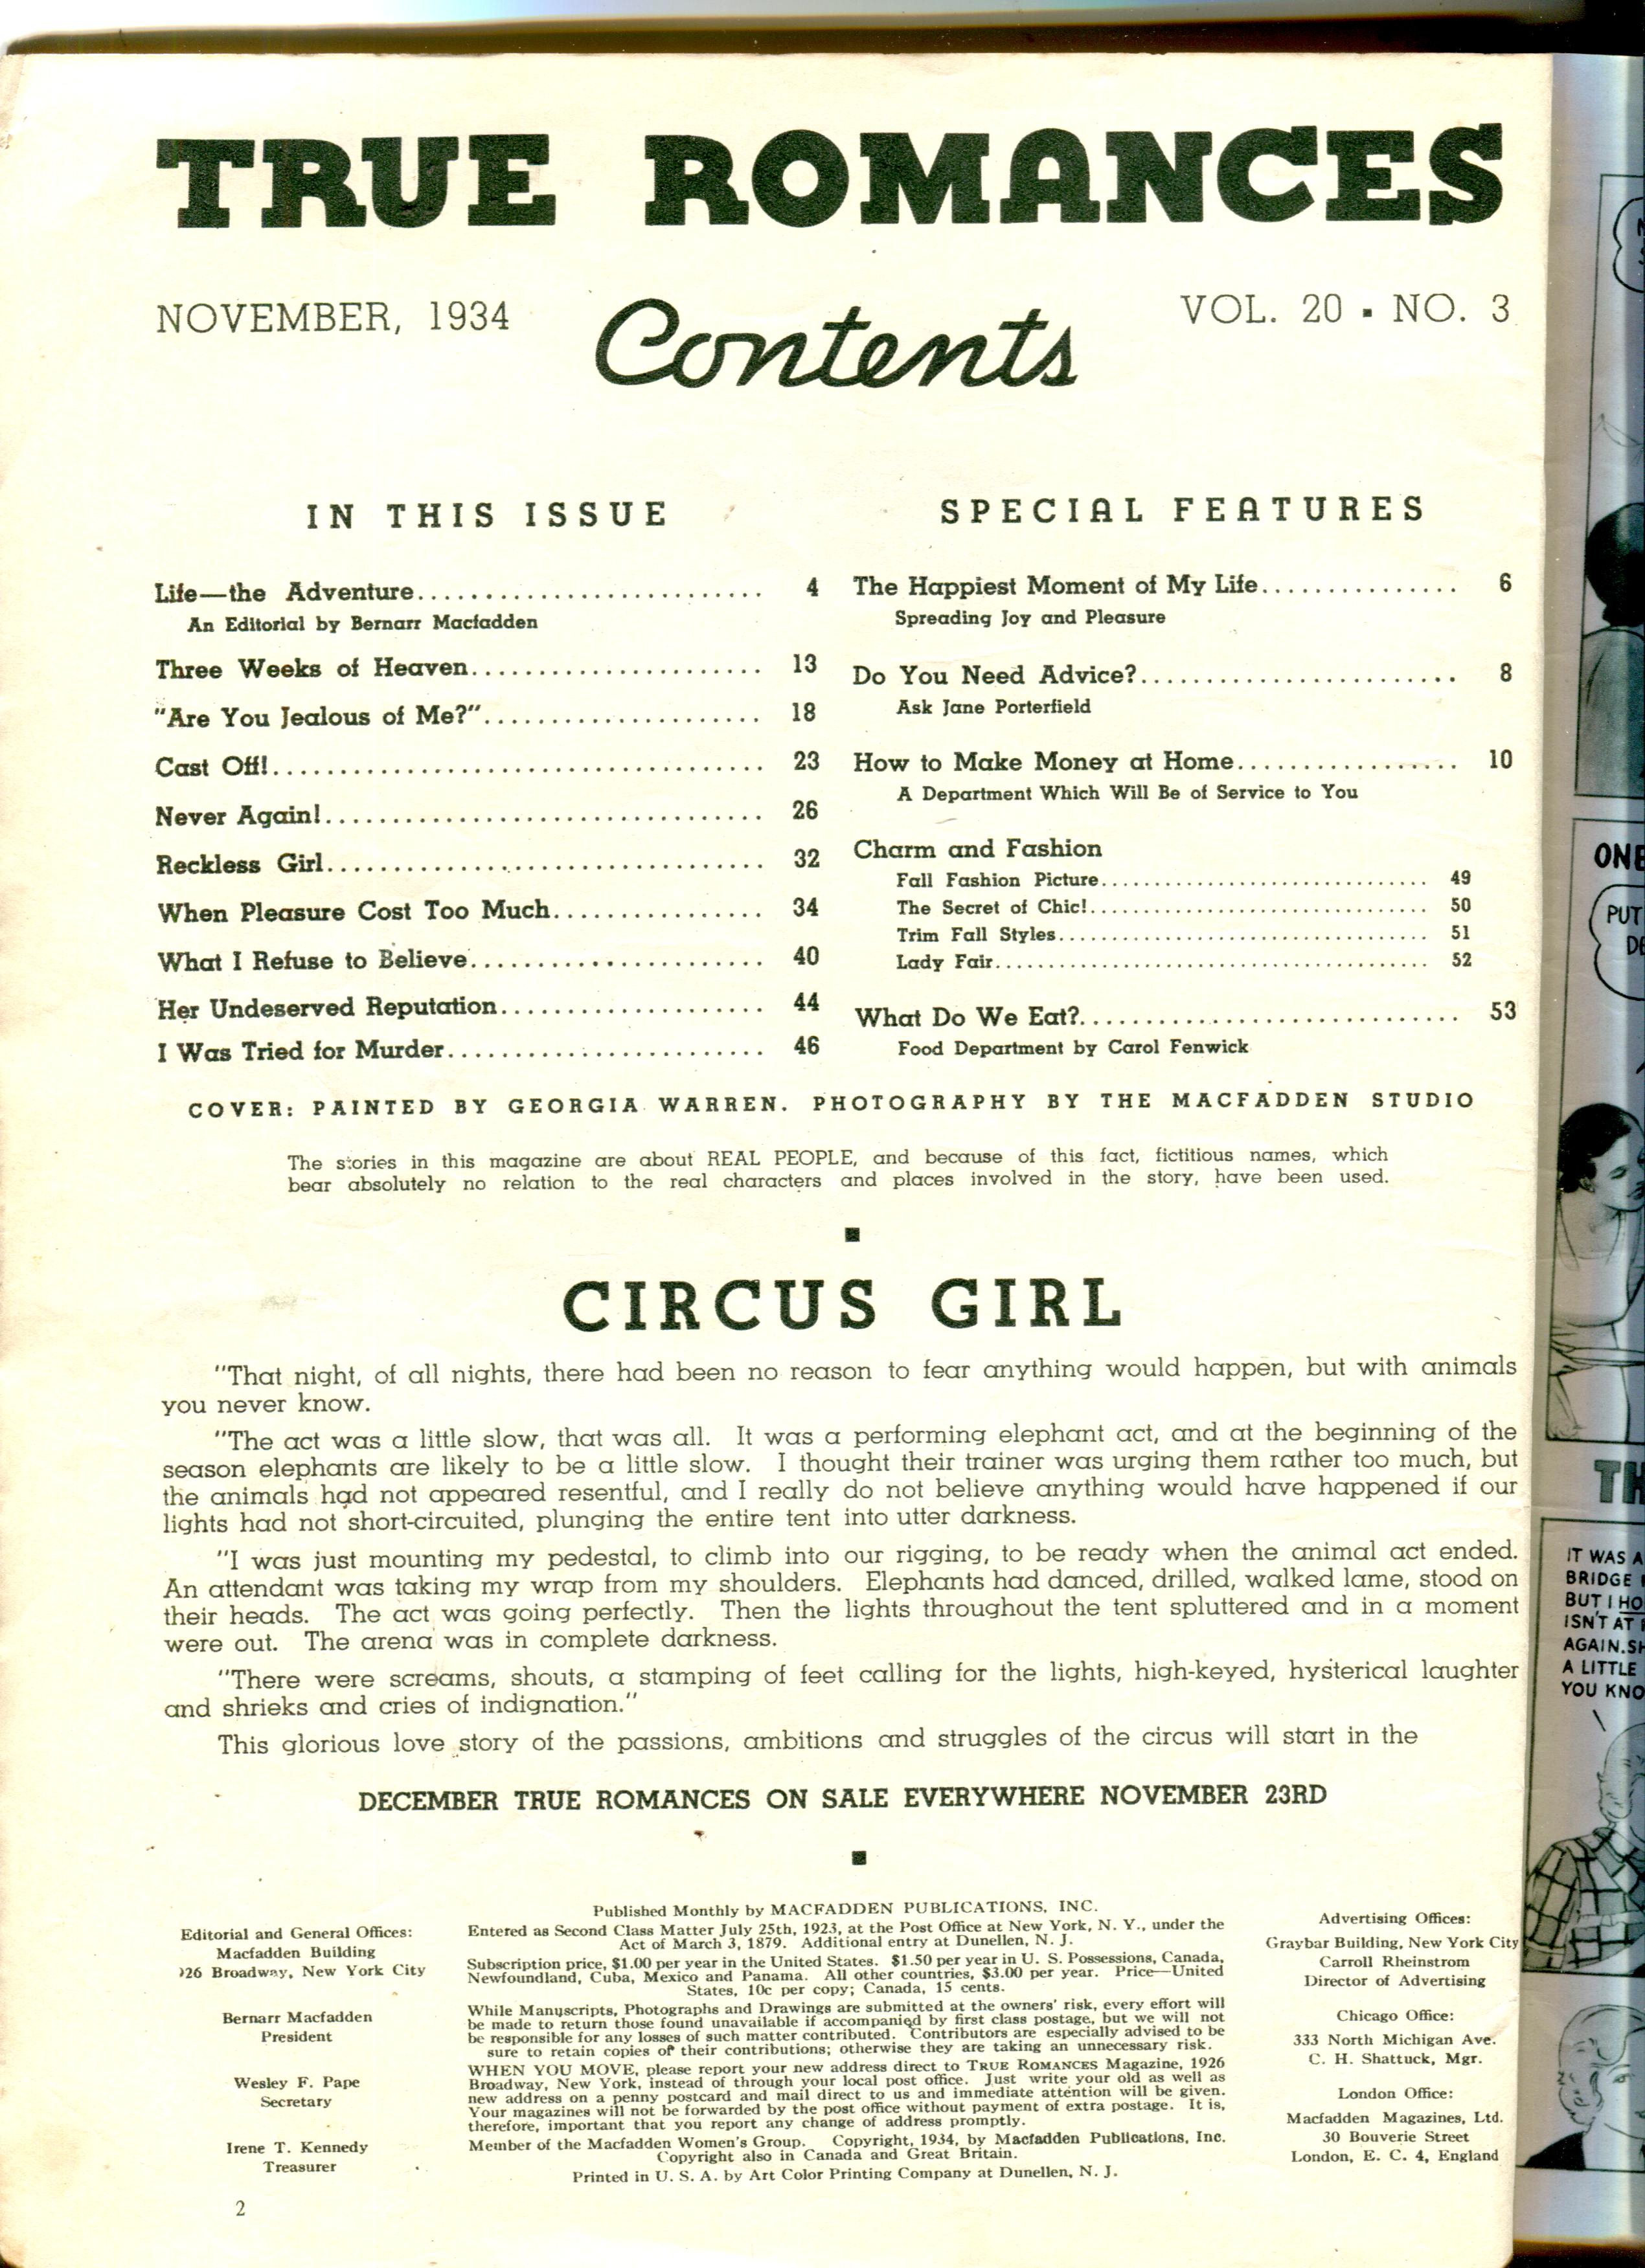 TRUE ROMANCES
NOVEMBER, 1934
Contents
VOL. 20 ▪ NO. 3
IN THIS ISSUE
Life—the Adventure.......................... 4
An Editorial by Bernarr Macfadden
Three Weeks of Heaven...................... 13
"Are You Jealous of Me?"..................... 18
Cast Off!..................................... 23
Never Again!................................. 26
Reckless Girl................................. 32
When Pleasure Cost Too Much................ 34
What I Refuse to Believe...................... 40
Her Undeserved Reputation.................... 44
I Was Tried for Murder........................ 46
SPECIAL FEATURES
The Happiest Moment of My Life............... 6
Spreading Joy and Pleasure
Do You Need Advice?........................ 8
Ask Jane Porterfield
How to Make Money at Home................. 10
A Department Which Will Be of Service to You
Charm and Fashion
Fall Fashion Picture.............................. 49
The Secret of Chic!............................... 50
Trim Fall Styles.................................. 51
Lady Fair........................................ 52
What Do We Eat?............................. 53
Food Department by Carol Fenwick
COVER: PAINTED BY GEORGIA WARREN. PHOTOGRAPHY BY THE MACFADDEN STUDIO
The stories in this magazine are about REAL PEOPLE, and because of this fact, fictitious names, which
bear absolutely no relation to the real characters and places involved in the story, have been used.
CIRCUS GIRL
"That night, of all nights, there had been no reason to fear anything would happen, but with animals
you never know.
"The act was a little slow, that was all. It was a performing elephant act, and at the beginning of the
season elephants are likely to be a little slow. I thought their trainer was urging them rather too much, but
the animals had not appeared resentful, and I really do not believe anything would have happened if our
lights had not short-circuited, plunging the entire tent into utter darkness.
"I was just mounting my pedestal, to climb into our rigging, to be ready when the animal act ended.
An attendant was taking my wrap from my shoulders. Elephants had danced, drilled, walked lame, stood on
their heads. The act was going perfectly. Then the lights throughout the tent spluttered and in a moment
were out. The arena was in complete darkness.
"There were screams, shouts, a stamping of feet calling for the lights, high-keyed, hysterical laughter
and shrieks and cries of indignation."
This glorious love story of the passions, ambitions and struggles of the circus will start in the
DECEMBER TRUE ROMANCES ON SALE EVERYWHERE NOVEMBER 23RD
Editorial and General Offices:
Macfadden Building
926 Broadway, New York City
Bernarr Macfadden
President
Wesley F. Pape
Secretary
Irene T. Kennedy
Treasurer
Published Monthly by MACFADDEN PUBLICATIONS, INC.
Entered as Second Class Matter July 25th, 1923, at the Post Office at New York, N. Y., under the
Act of March 3, 1879. Additional entry at Dunellen, N. J.
Subscription price, $1.00 per year in the United States. $1.50 per year in U. S. Possessions, Canada,
Newfoundland, Cuba, Mexico and Panama. All other countries, $3.00 per year. Price—United
States, 10c per copy; Canada, 15 cents.
While Manuscripts, Photographs and Drawings are submitted at the owners' risk, every effort will
be made to return those found unavailable if accompanied by first class postage, but we will not
be responsible for any losses of such matter contributed. Contributors are especially advised to be
sure to retain copies of their contributions; otherwise they are taking an unnecessary risk.
WHEN YOU MOVE, please report your new address direct to TRUE ROMANCES Magazine, 1926
Broadway, New York, instead of through your local post office. Just write your old as well as
new address on a penny postcard and mail direct to us and immediate attention will be given.
Your magazines will not be forwarded by the post office without payment of extra postage. It is,
therefore, important that you report any change of address promptly.
Member of the Macfadden Women's Group. Copyright, 1934, by Macfadden Publications, Inc.
Copyright also in Canada and Great Britain.
Printed in U. S. A. by Art Color Printing Company at Dunellen, N. J.
Advertising Offices:
Graybar Building, New York City
Carroll Rheinstrom
Director of Advertising
Chicago Office:
333 North Michigan Ave.
C. H. Shattuck, Mgr.
London Office:
Macfadden Magazines, Ltd.
30 Bouverie Street
London, E. C. 4, England
2
ONE
PUT
TH
IT WAS A
BRIDGE
BUT I HO
ISN'T AT
AGAIN. SH
A LITTLE
YOU KNO